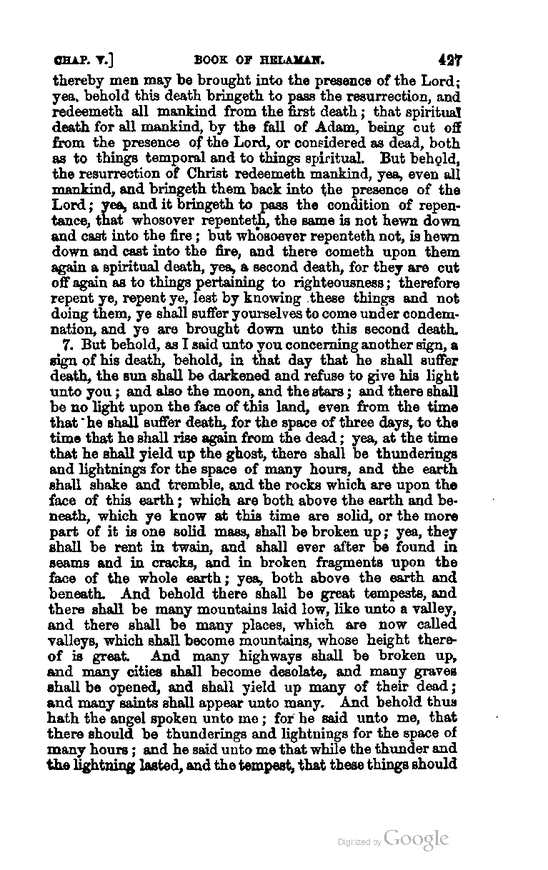 CHAP. V.] BOOK OF HELAMAN. 427
thereby men may be brought into the presence of the Lord;
yea, behold this death bringeth to pass the resurrection, and
redeemeth all mankind from the first death; that spiritual
death for all mankind, by the fall of Adam, being cut off
from the presence of the Lord, or considered as dead, both
as to things temporal and to things spiritual. But behold,
the resurrection of Christ redeemeth mankind, yea, even all
mankind, and bringeth them back into the presence of the
Lord; yea, and it bringeth to pass the condition of repen-
tance, that whosover repenteth, the same is not hewn down
and cast into the fire; but whosoever repenteth not, is hewn
down and cast into the fire, and there cometh upon them
again a spiritual death, yea, a second death, for they are cut
off again as to things pertaining to righteousness; therefore
repent ye, repent ye, lest by knowing these things and not
doing them, ye shall suffer yourselves to come under condem-
nation, and ye are brought down unto this second death.
7. But behold, as I said unto you concerning another sign, a
sign of his death, behold, in that day that he shall suffer
death, the sun shall be darkened and refuse to give his light
unto you; and also the moon, and the stars; and there shall
be no light upon the face of this land, even from the time
that he shall suffer death, for the space of three days, to the
time that he shall rise again from the dead; yea, at the time
that he shall yield up the ghost, there shall be thunderings
and lightnings for the space of many hours, and the earth
shall shake and tremble, and the rocks which are upon the
face of this earth; which are both above the earth and be-
neath, which ye know at this time are solid, or the more
part of it is one solid mass, shall be broken up; yea, they
shall be rent in twain, and shall ever after be found in
seams and in cracks, and in broken fragments upon the
face of the whole earth; yea, both above the earth and
beneath. And behold there shall be great tempests, and
there shall be many mountains laid low, like unto a valley,
and there shall be many places, which are now called
valleys, which shall become mountains, whose height there-
of is great. And many highways shall be broken up,
and many cities shall become desolate, and many graves
shall be opened, and shall yield up many of their dead;
and many saints shall appear unto many. And behold thus
hath the angel spoken unto me; for he said unto me, that
there should be thunderings and lightnings for the space of
many hours; and he said unto me that while the thunder and
the lightning lasted, and the tempest, that these things should
Digitized by Google